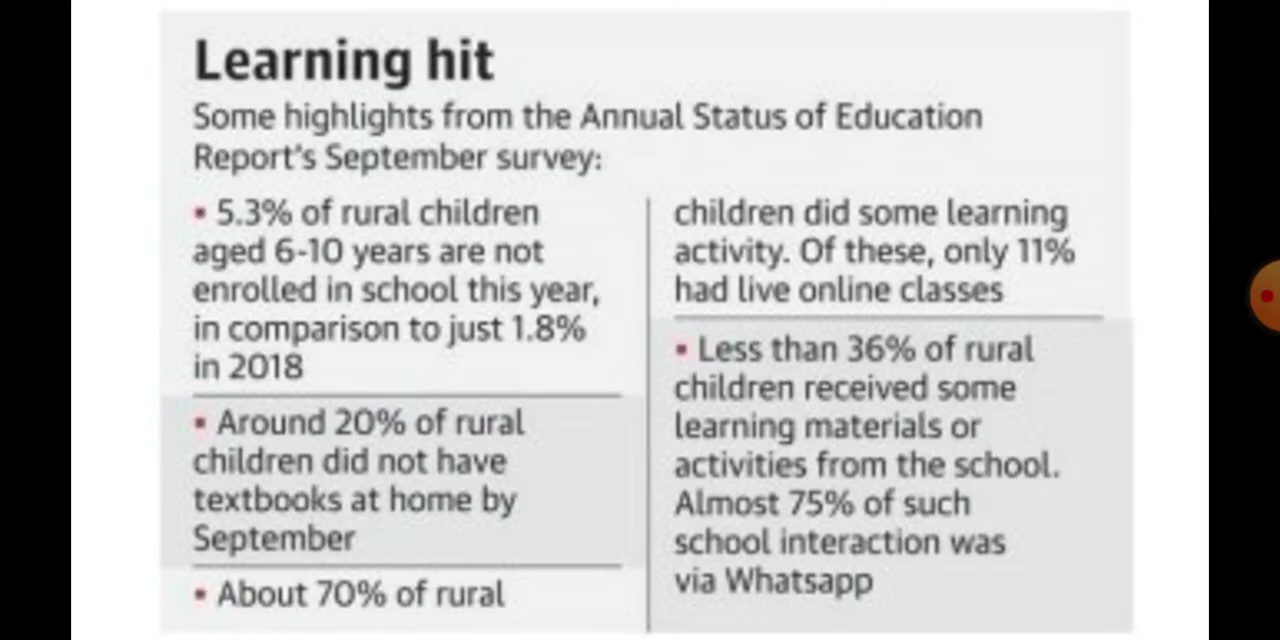 Learning hit
Some highlights from the Annual Status of Education
Report's September survey:
▪ 5.3% of rural children
aged 6-10 years are not
enrolled in school this year,
in comparison to just 1.8%
in 2018
▪ Around 20% of rural
children did not have
textbooks at home by
September
▪ About 70% of rural
children did some learning
activity. Of these, only 11%
had live online classes
▪ Less than 36% of rural
children received some
learning materials or
activities from the school.
Almost 75% of such
school interaction was
via Whatsapp